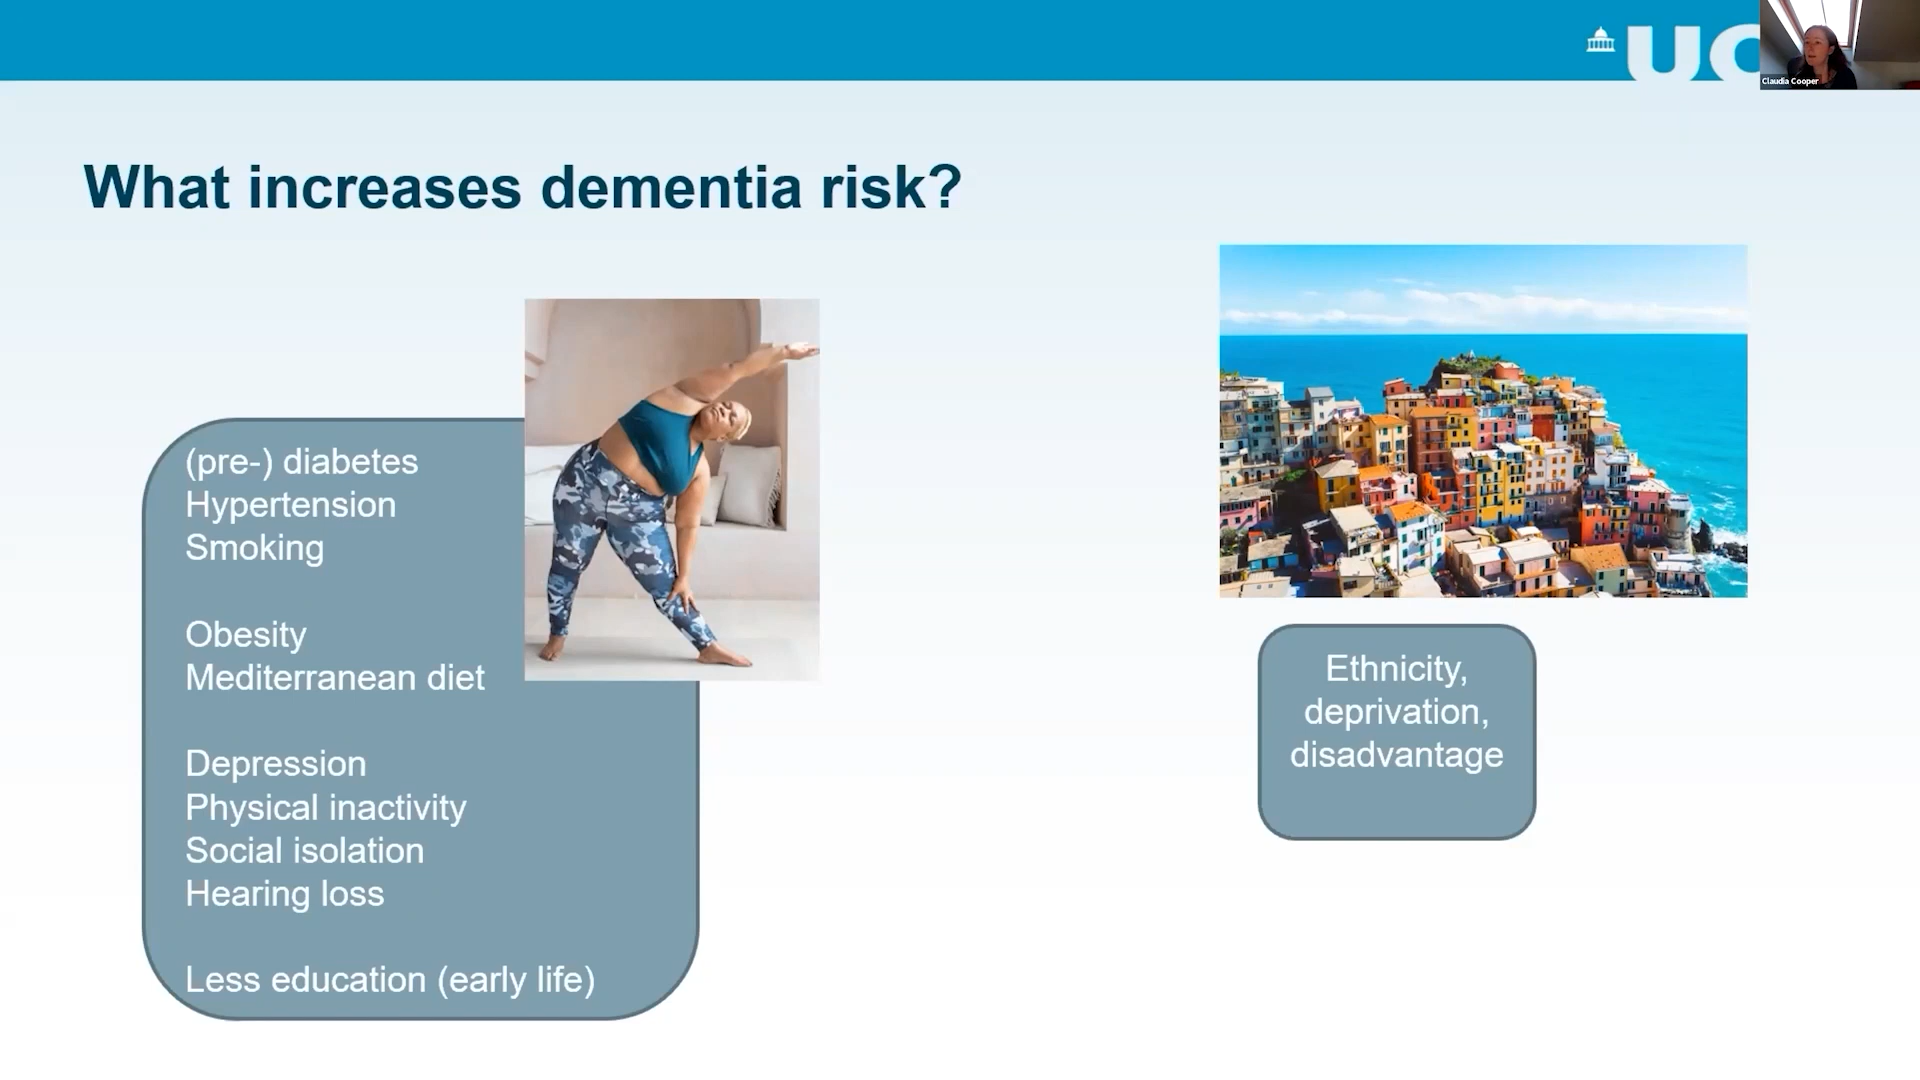 UC
Claudia Cooper
What increases dementia risk?
(pre-) diabetes
Hypertension
Smoking
Obesity
Mediterranean diet
Depression
Physical inactivity
Social isolation
Hearing loss
Less education (early life)
Ethnicity,
deprivation,
disadvantage